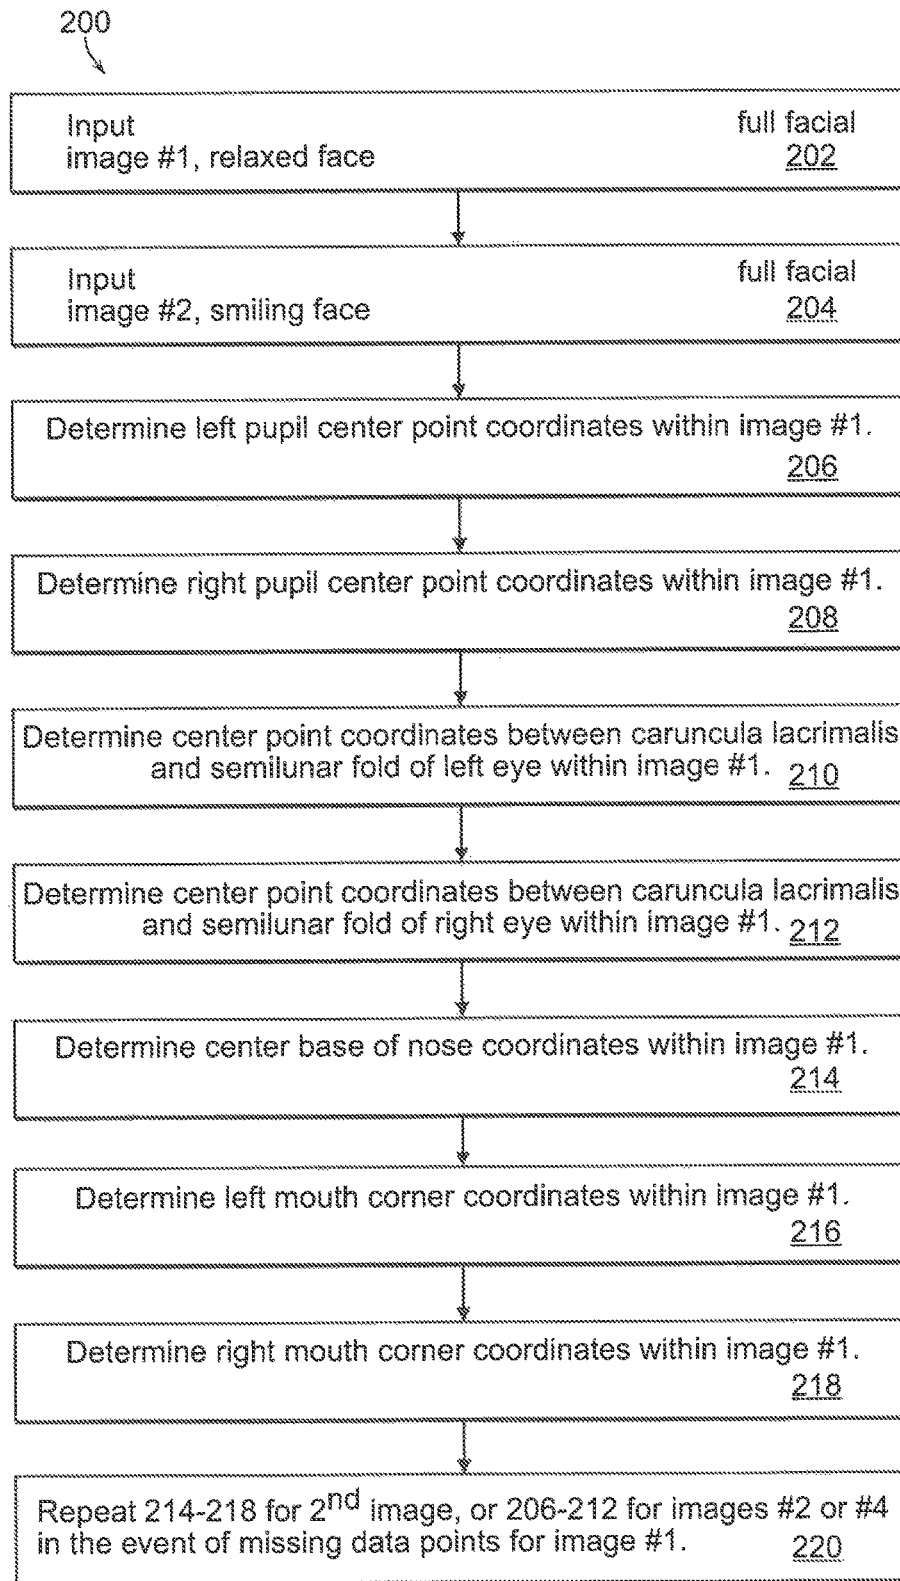 200
Input full facial
image #1, relaxed face 202
Input full facial
image #2, smiling face 204
Determine left pupil center point coordinates within image #1.
206
Determine right pupil center point coordinates within image #1.
208
Determine center point coordinates between caruncula lacrimalis
and semilunar fold of left eye within image #1. 210
Determine center point coordinates between caruncula lacrimalis
and semilunar fold of right eye within image #1. 212
Determine center base of nose coordinates within image #1.
214
Determine left mouth corner coordinates within image #1.
216
Determine right mouth corner coordinates within image #1.
218
Repeat 214-218 for 2nd image, or 206-212 for images #2 or #4
in the event of missing data points for image #1. 220